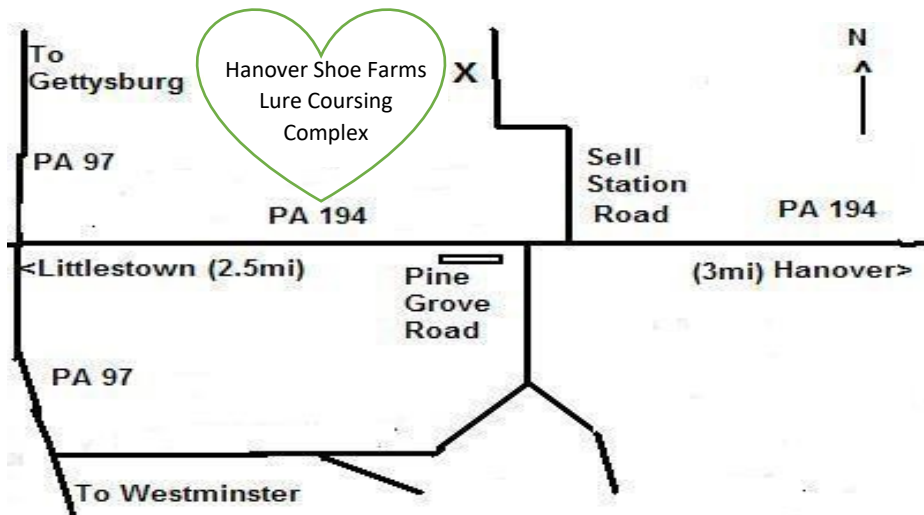 To
Gettysburg
Hanover Shoe Farms
Lure Coursing
Complex
X
N
PA 97
Sell
Station
Road
PA 194
PA 194
<Littlestown (2.5mi)
Pine
Grove
Road
(3mi) Hanover>
PA 97
To Westminster